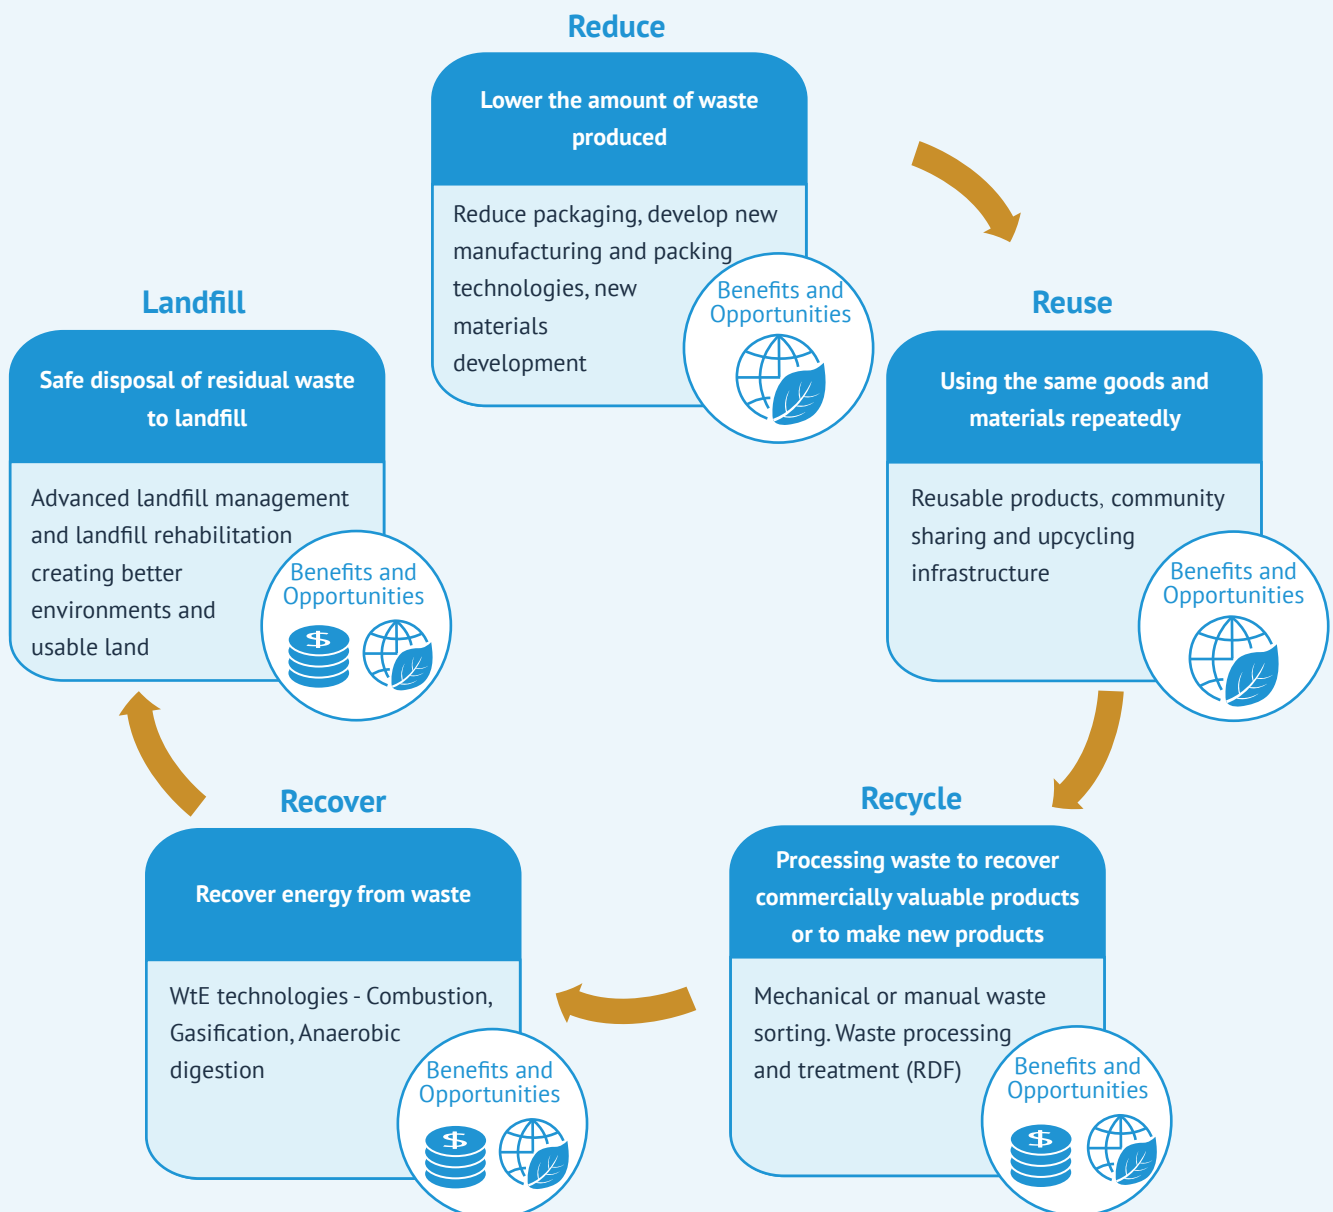 Reduce
Lower the amount of waste
produced
Reduce packaging, develop new
manufacturing and packing
technologies, new
materials
development
Benefits and
Opportunities
Reuse
Using the same goods and
materials repeatedly
Reusable products, community
sharing and upcycling
infrastructure
Benefits and
Opportunities
Recycle
Processing waste to recover
commercially valuable products
or to make new products
Mechanical or manual waste
sorting. Waste processing
and treatment (RDF)
Benefits and
Opportunities
$
Recover
Recover energy from waste
WtE technologies - Combustion,
Gasification, Anaerobic
digestion
Benefits and
Opportunities
$
Landfill
Safe disposal of residual waste
to landfill
Advanced landfill management
and landfill rehabilitation
creating better
environments and
usable land
Benefits and
Opportunities
$